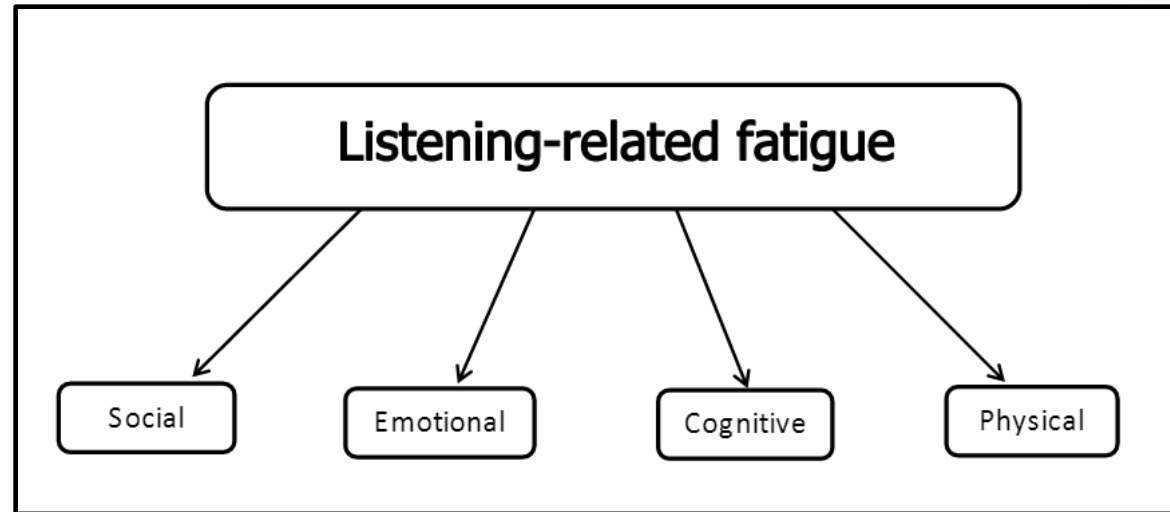 Listening-related fatigue
Social
Emotional
Cognitive
Physical